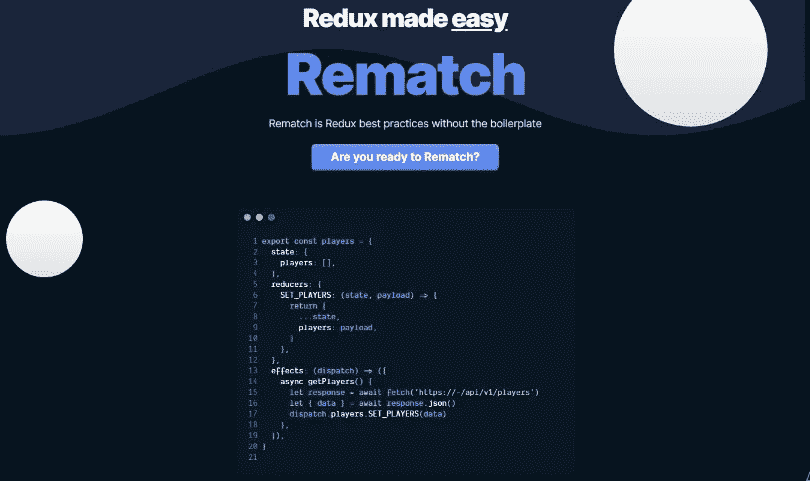 Redux made easy
Rematch
Rematch is Redux best practices without the boilerplate
Are you ready to Rematch?
1 export const players = {
2 state: {
3 players: [],
4 },
5 reducers: {
6 SET_PLAYERS: (state, payload) => {
7 return {
8 ...state,
9 players: payload,
10 }
11 },
12 },
13 effects: (dispatch) => ({
14 async getPlayers() {
15 let response = await fetch('https://~/api/v1/players')
16 let { data } = await response.json()
17 dispatch.players.SET_PLAYERS(data)
18 },
19 }),
20 }
21